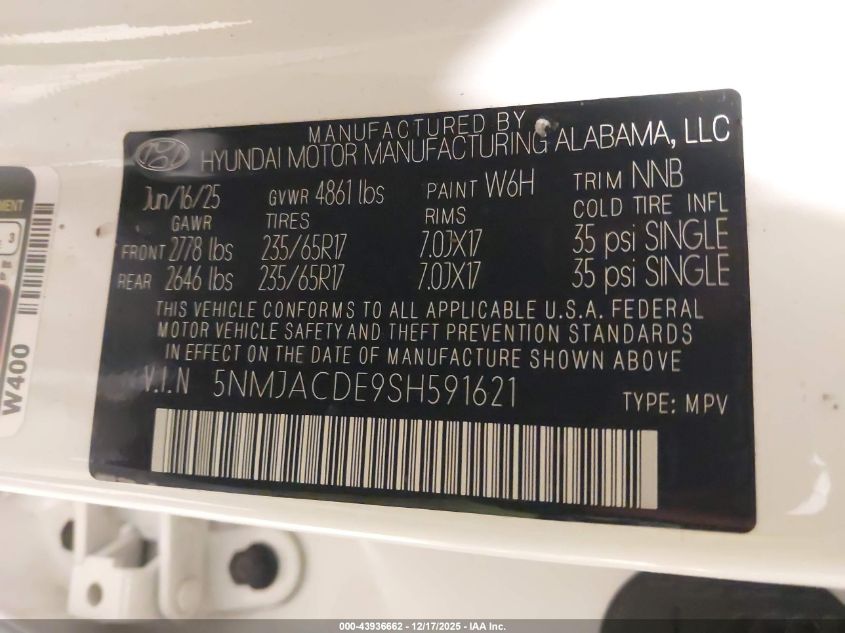 MANUFACTURED BY
HYUNDAI MOTOR MANUFACTURING ALABAMA, LLC
Jun/16/25 GVWR 4861 lbs PAINT W6H TRIM NNB
GAWR TIRES RIMS COLD TIRE INFL
FRONT 2778 lbs 235/65R17 7.0JX17 35 psi SINGLE
REAR 2646 lbs 235/65R17 7.0JX17 35 psi SINGLE
THIS VEHICLE CONFORMS TO ALL APPLICABLE U.S.A. FEDERAL
MOTOR VEHICLE SAFETY AND THEFT PREVENTION STANDARDS
IN EFFECT ON THE DATE OF MANUFACTURE SHOWN ABOVE.
V.I.N 5NMJACDE9SH591621
TYPE: MPV
W400
000-43936662 - 12/17/2025 - IAA Inc.